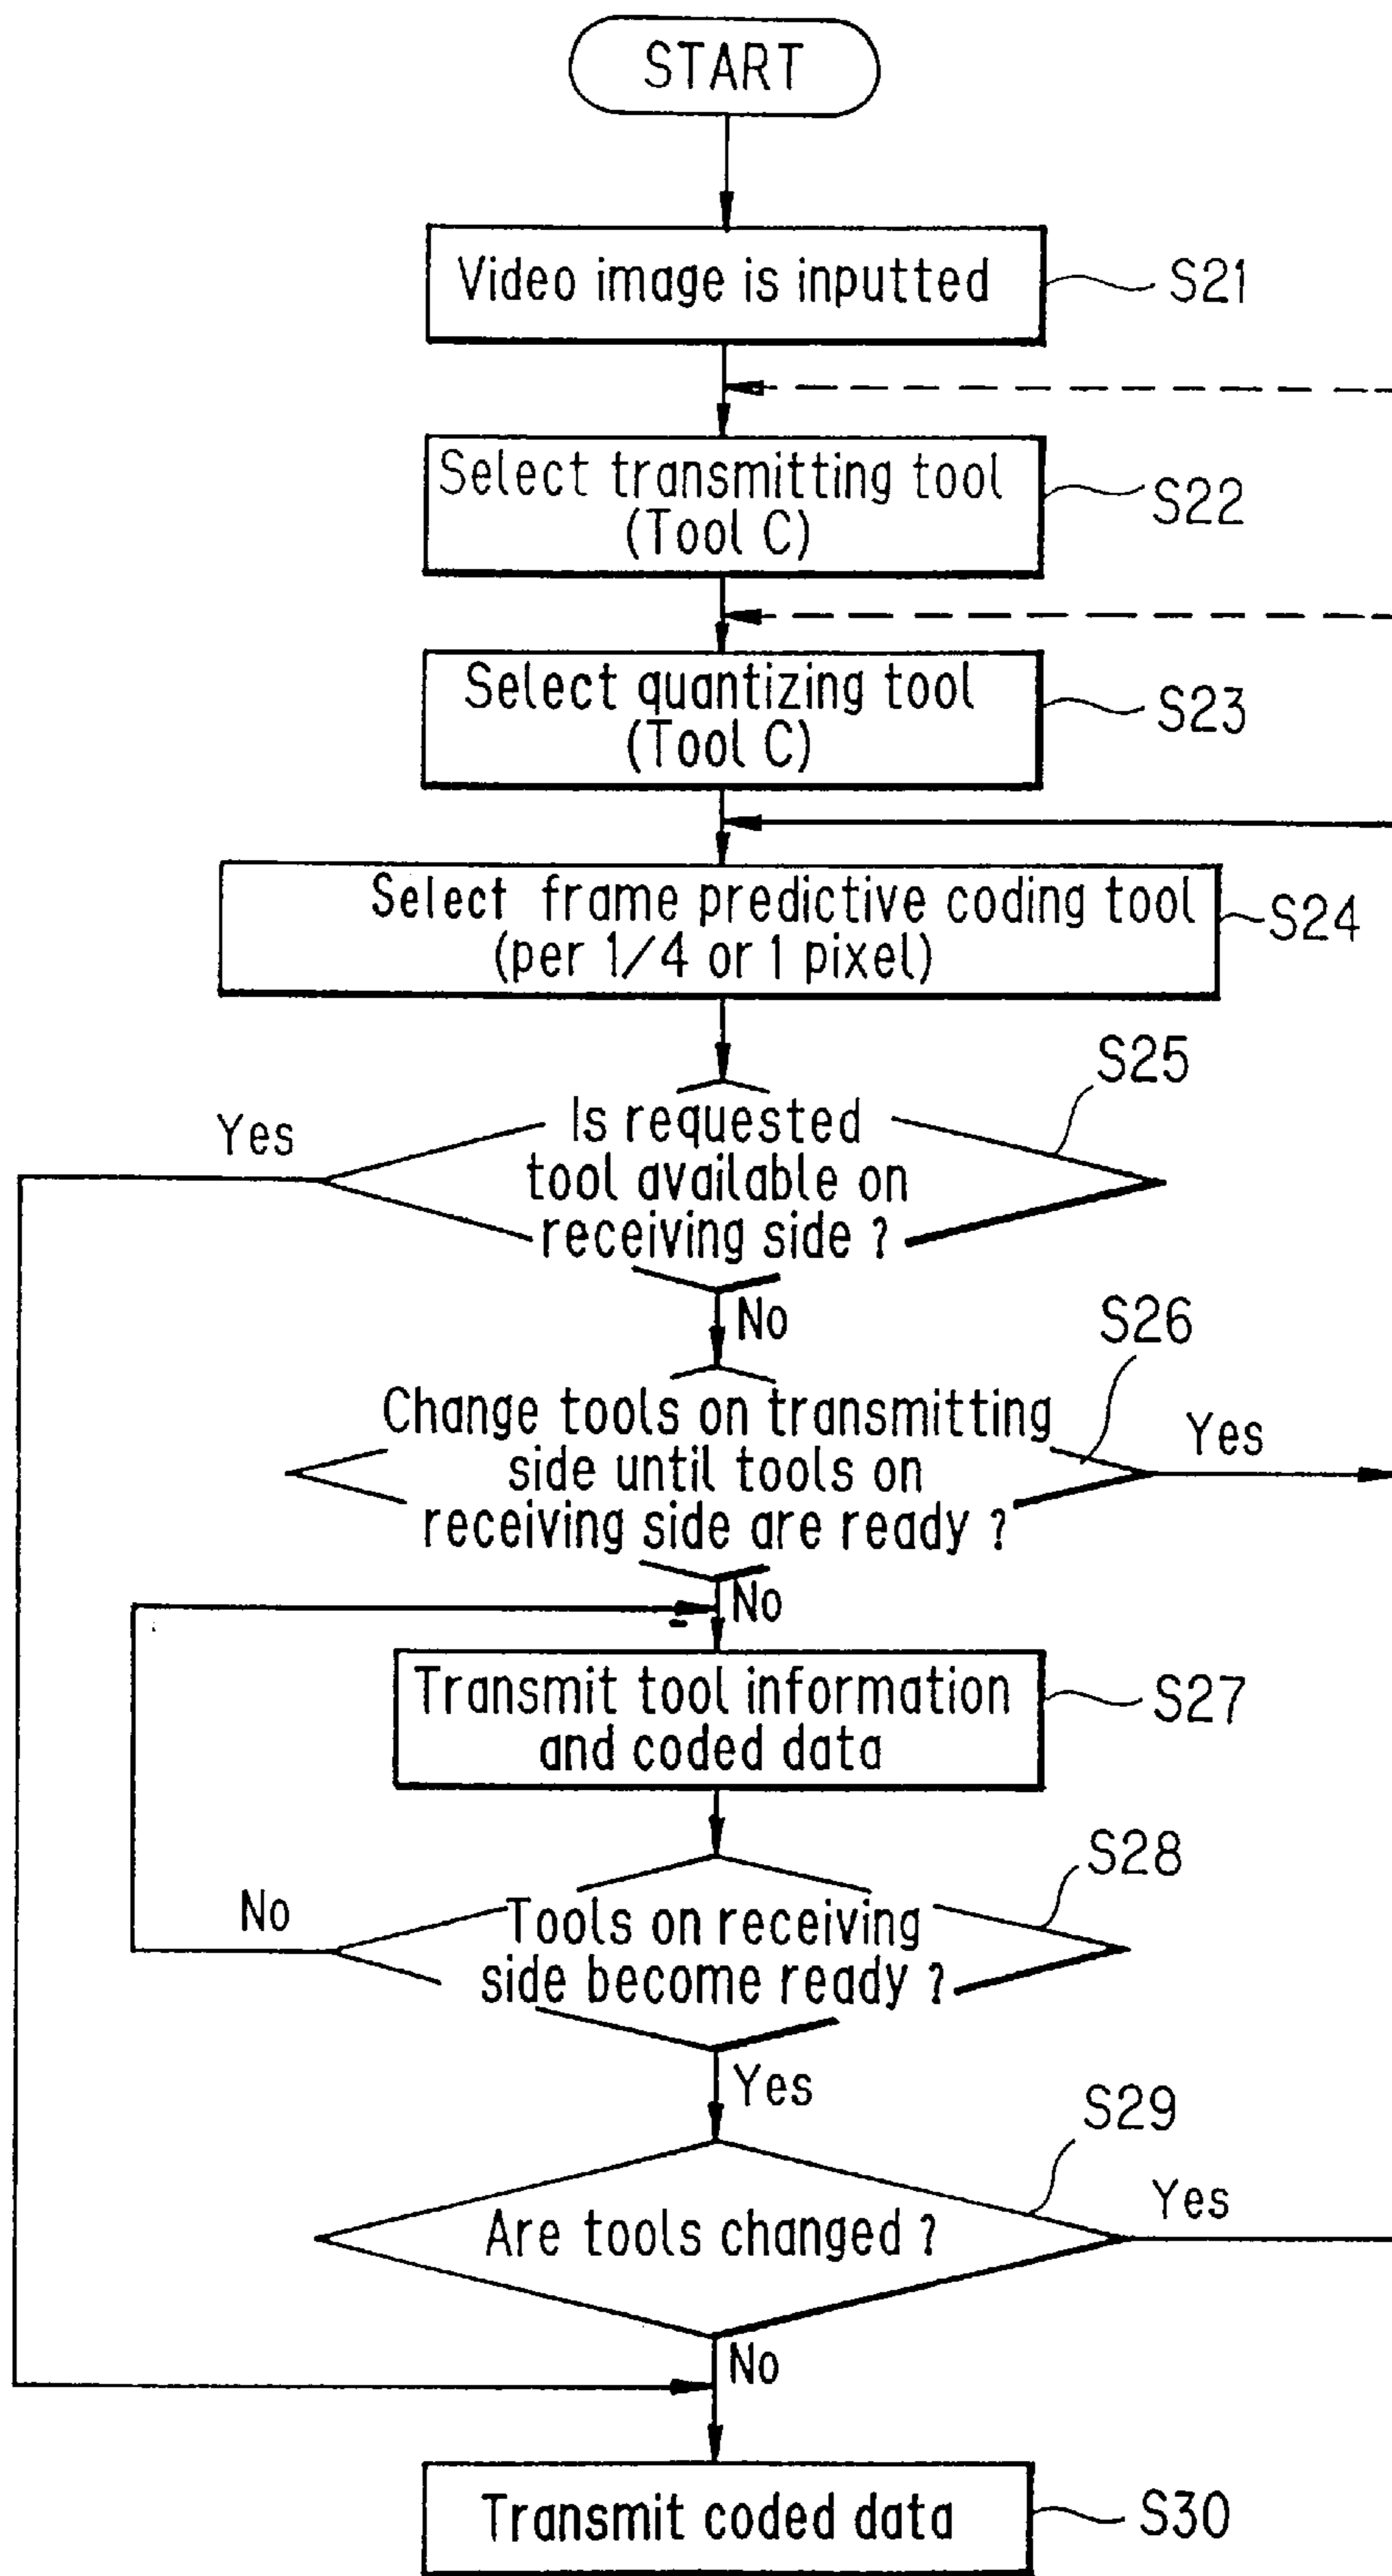 START
Video image is inputted
S21
Select transmitting tool
(Tool C)
S22
Select quantizing tool
(Tool C)
S23
Select frame predictive coding tool
(per 1/4 or 1 pixel)
S24
S25
Yes
Is requested
tool available on
receiving side ?
No
S26
Change tools on transmitting
side until tools on
receiving side are ready ?
Yes
No
Transmit tool information
and coded data
S27
S28
No
Tools on receiving
side become ready ?
Yes
S29
Are tools changed ?
Yes
No
Transmit coded data
S30